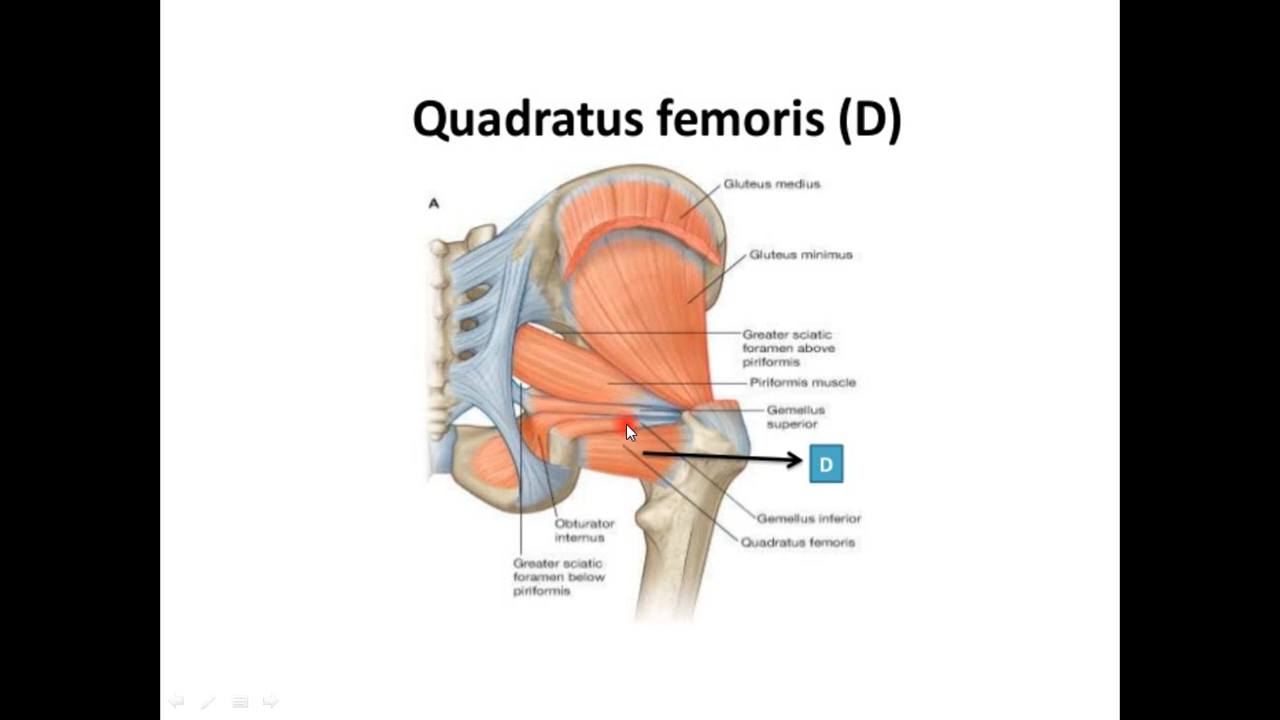 Quadratus femoris (D)
A
Gluteus medius
Gluteus minimus
Greater sciatic
foramen above
piriformis
Piriformis muscle
Gemellus
superior
D
Gemellus inferior
Quadratus femoris
Obturator
internus
Greater sciatic
foramen below
piriformis